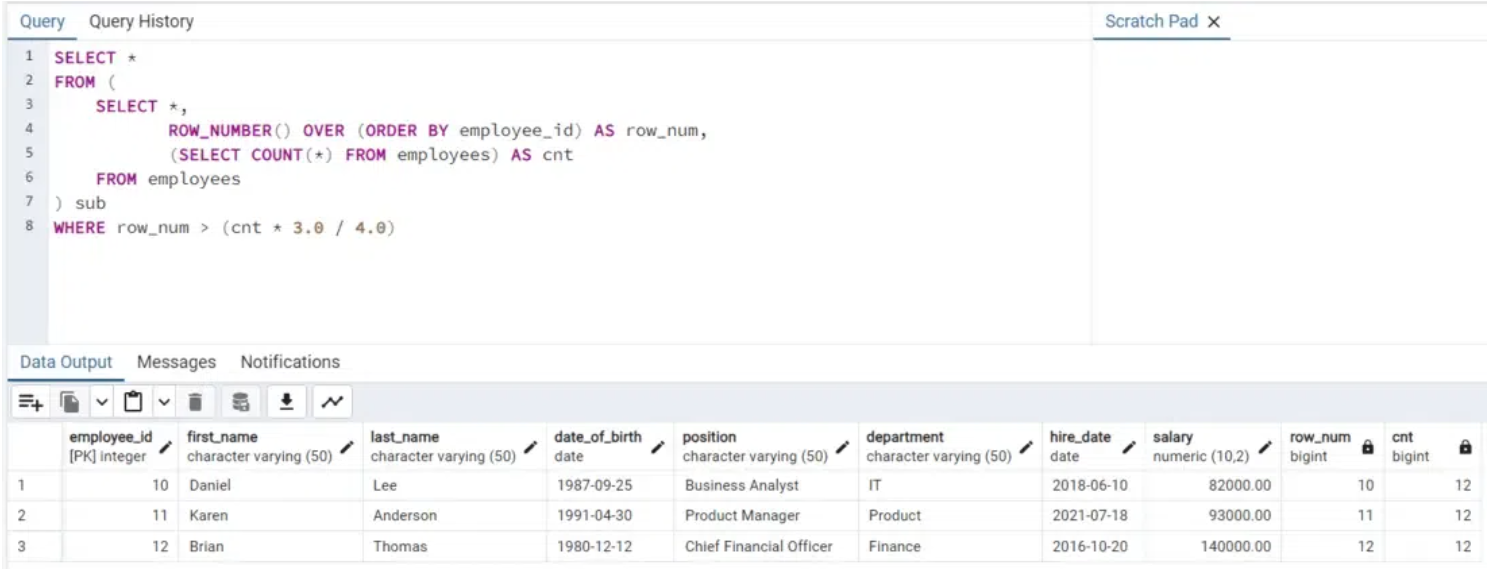 Query Query History Scratch Pad ×
1 SELECT *
2 FROM (
3 SELECT *,
4 ROW_NUMBER() OVER (ORDER BY employee_id) AS row_num,
5 (SELECT COUNT(*) FROM employees) AS cnt
6 FROM employees
7 ) sub
8 WHERE row_num > (cnt * 3.0 / 4.0)
Data Output Messages Notifications
employee_id first_name last_name date_of_birth position department hire_date salary row_num cnt
[PK] integer character varying (50) character varying (50) date character varying (50) character varying (50) date numeric (10,2) bigint bigint
1 10 Daniel Lee 1987-09-25 Business Analyst IT 2018-06-10 82000.00 10 12
2 11 Karen Anderson 1991-04-30 Product Manager Product 2021-07-18 93000.00 11 12
3 12 Brian Thomas 1980-12-12 Chief Financial Officer Finance 2016-10-20 140000.00 12 12